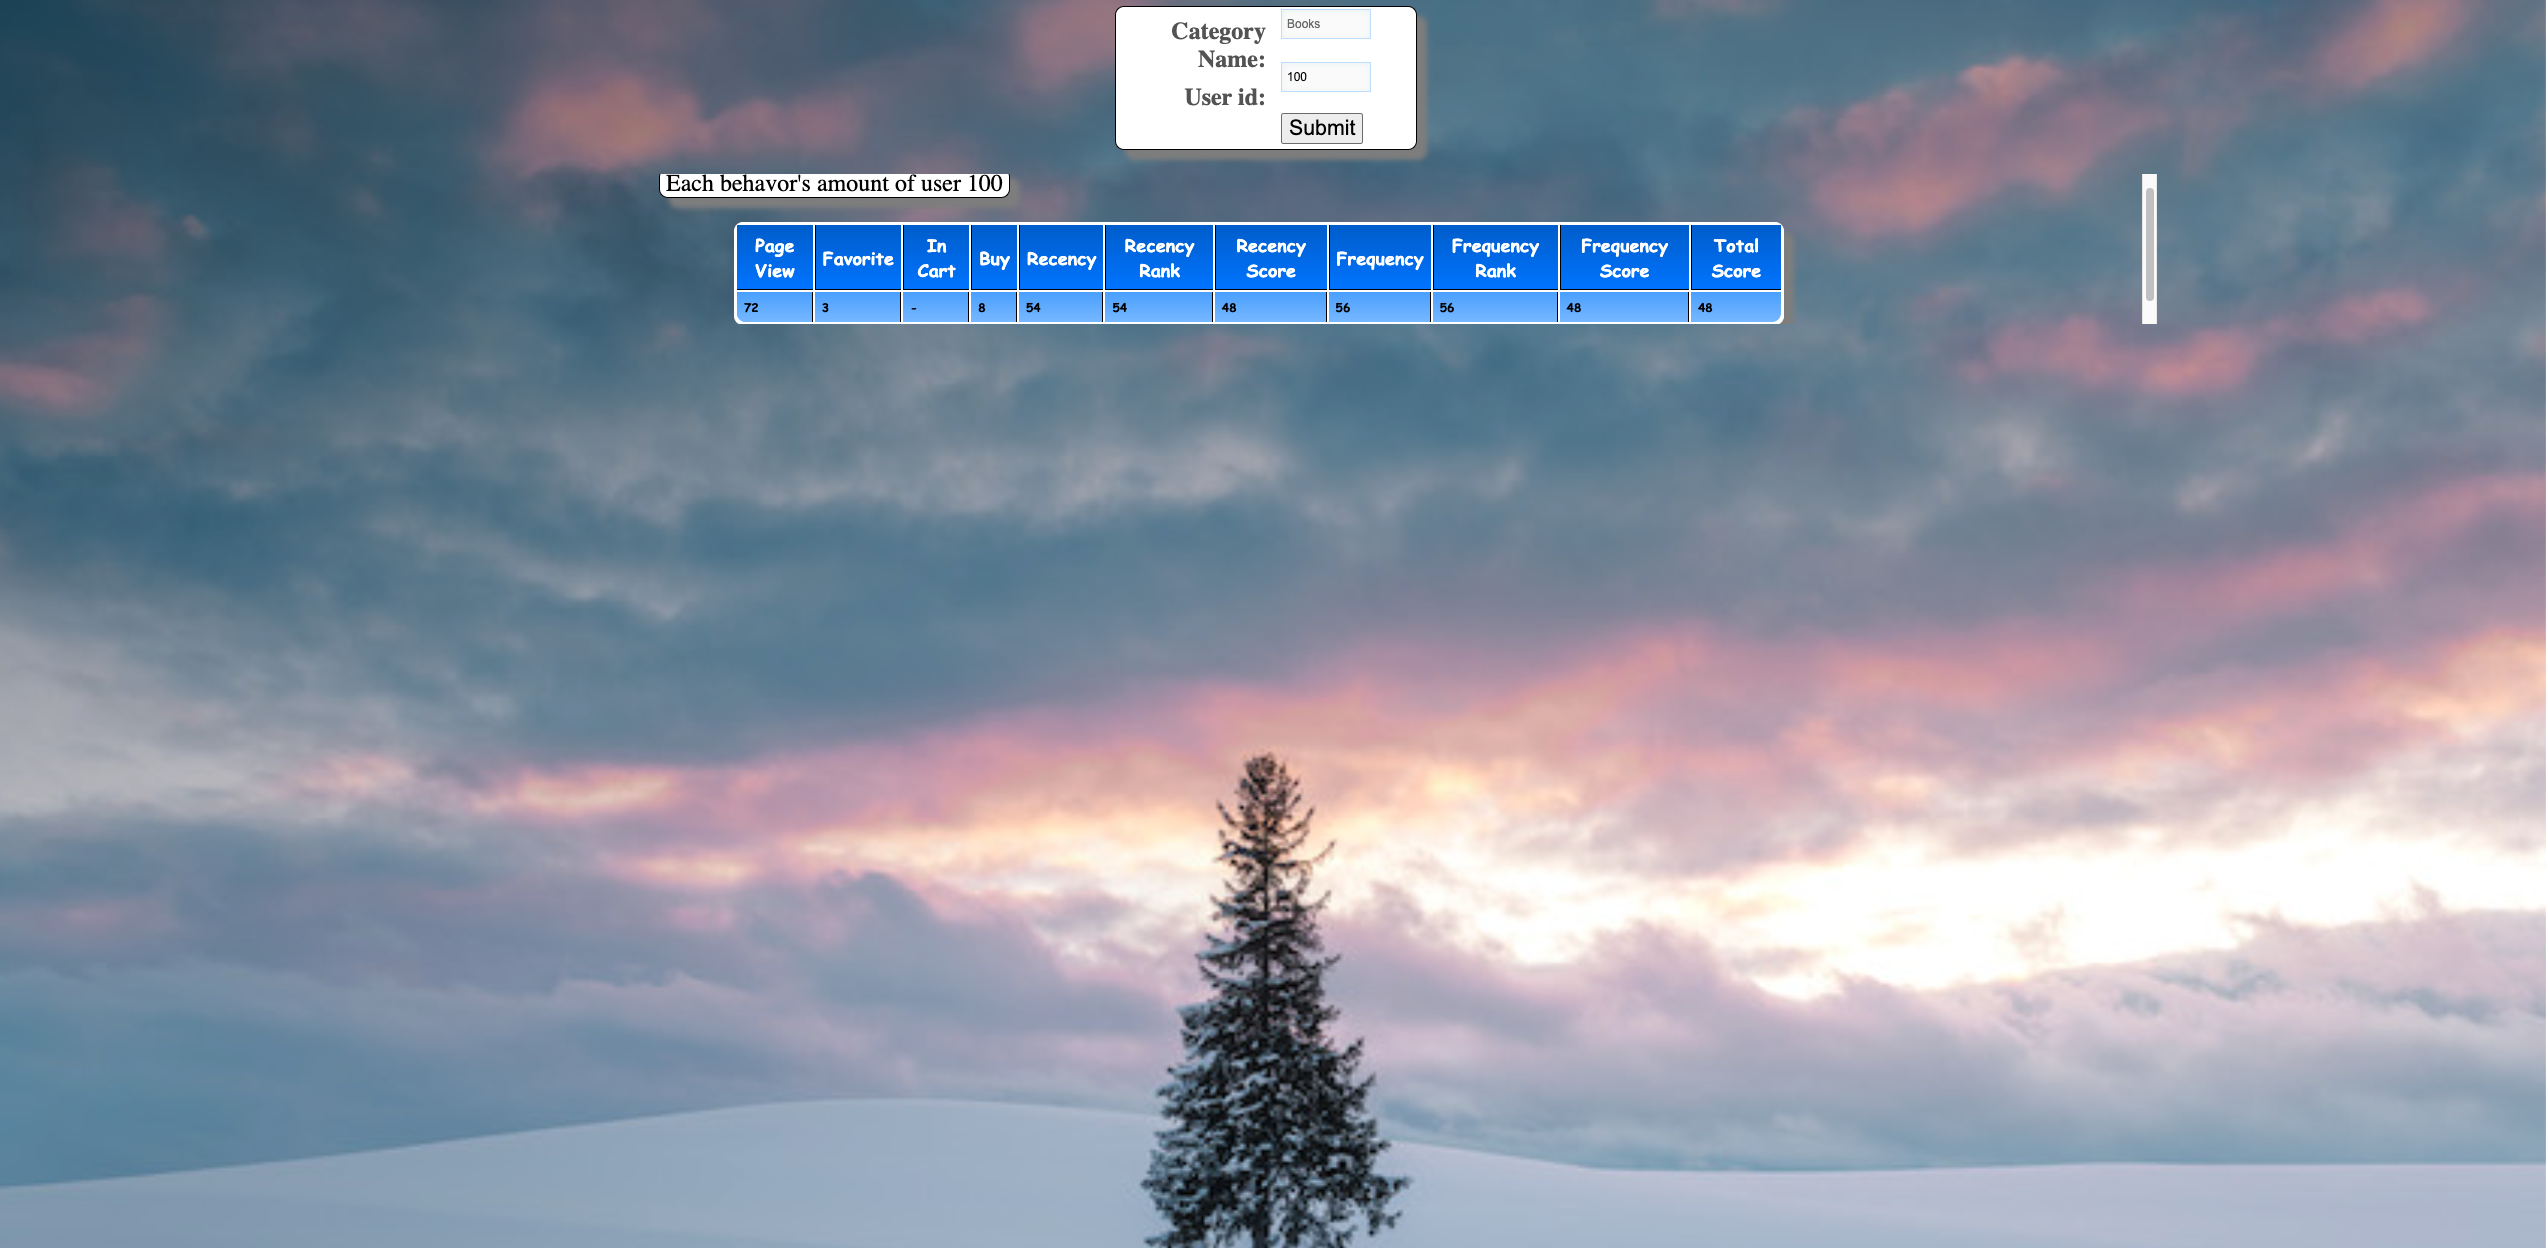 Category
Name:
Books
User id:
100
Submit
Each behavor's amount of user 100
Page View Favorite In Cart Buy Recency Recency Rank Recency Score Frequency Frequency Rank Frequency Score Total Score
72 3 - 8 54 54 48 56 56 48 48